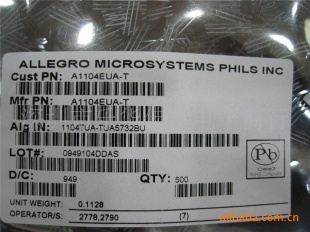 ALLEGRO MICROSYSTEMS PHILS INC
Cust PN: A1104EUA-T
Mfr PN: A1104EUA-T
Alg IN: 1104TUA-TUA5732BU
LOT#: 0949104DDAS
Pb
D/C: 949 QTY: 500
UNIT WEIGHT: 0.1128
OPERATOR/S: 2778,2790 (7)